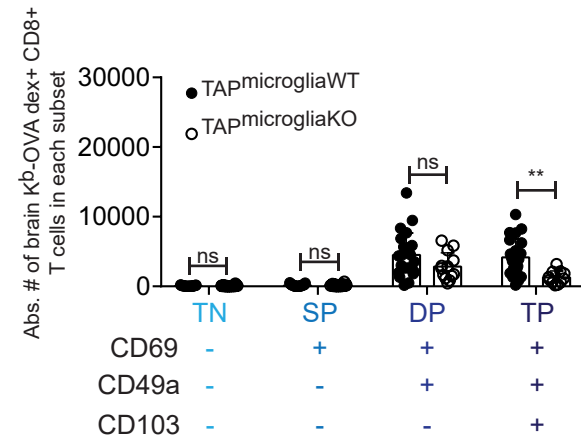 Abs. # of brain Kᵇ-OVA dex+ CD8+
T cells in each subset
30000
20000
10000
0
TAPmicrogliaWT
TAPmicrogliaKO
ns
ns
ns
**
TN SP DP TP
CD69 - + + +
CD49a - - + +
CD103 - - - +